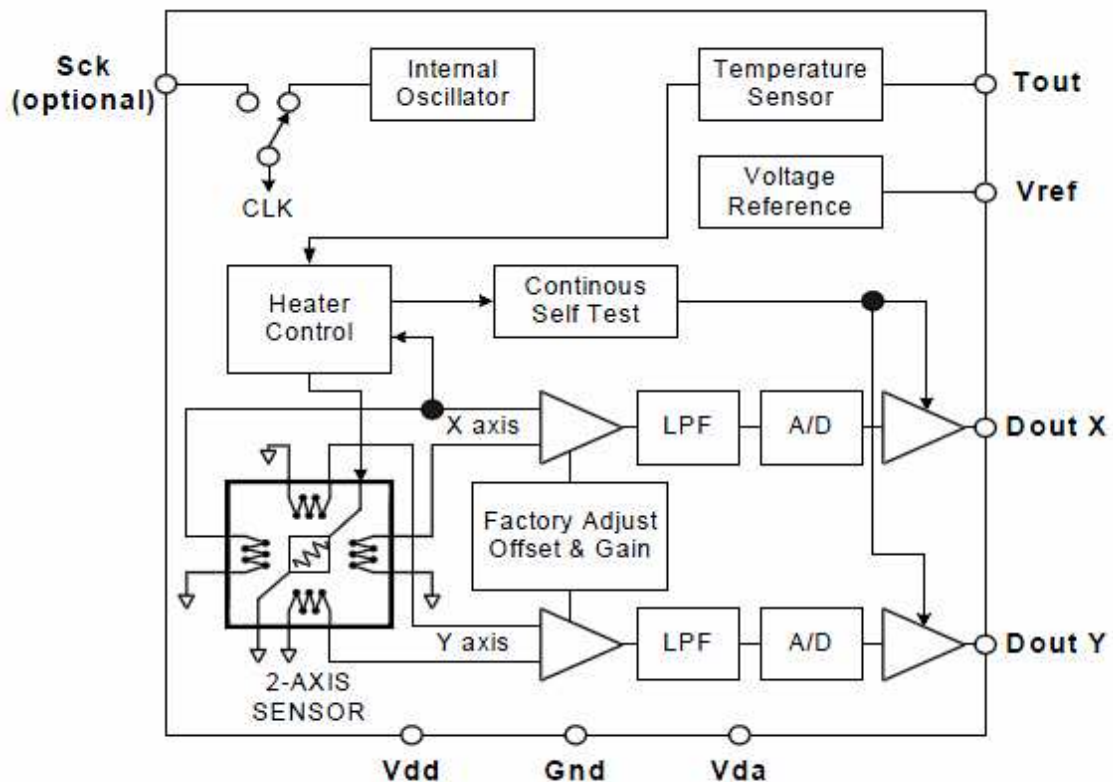 Sck
(optional)
Internal
Oscillator
Temperature
Sensor
Tout
Voltage
Reference
Vref
CLK
Heater
Control
Continous
Self Test
X axis
LPF
A/D
Dout X
Factory Adjust
Offset & Gain
Y axis
LPF
A/D
Dout Y
2-AXIS
SENSOR
Vdd
Gnd
Vda